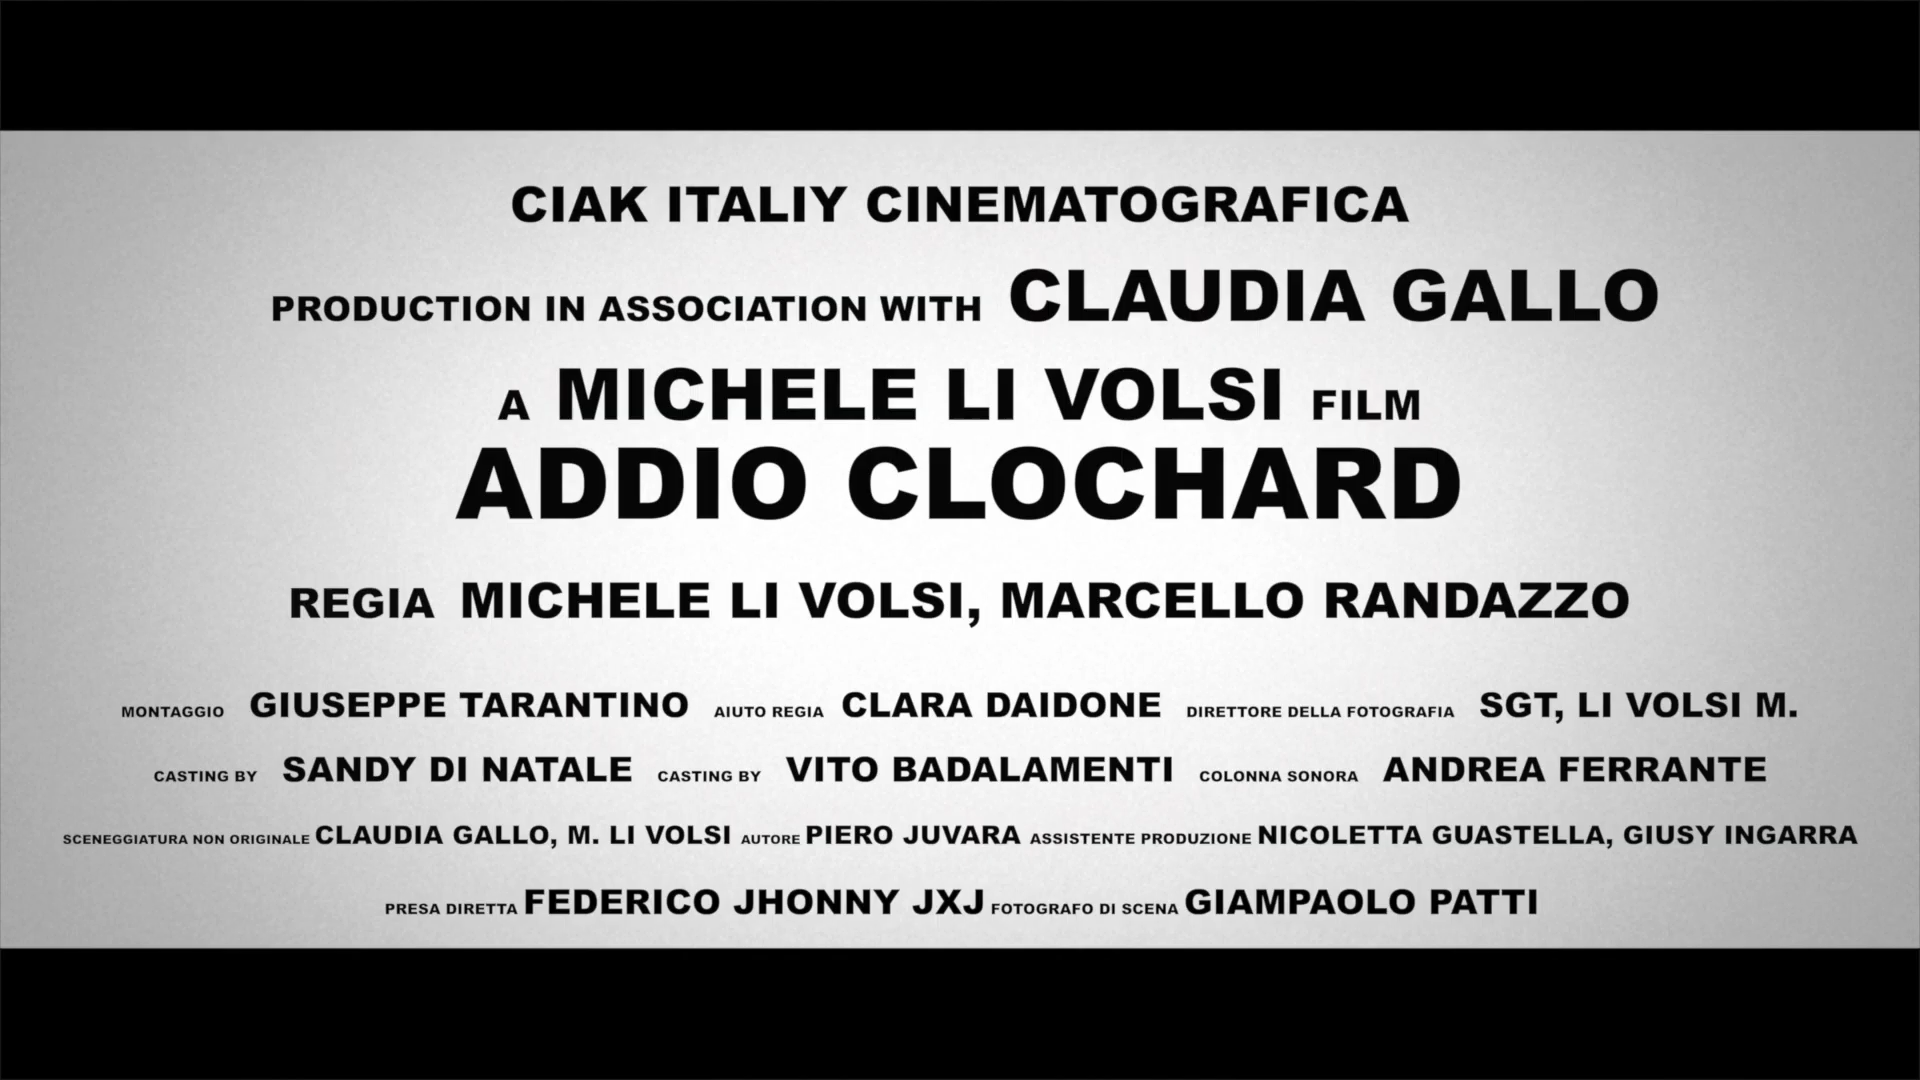 CIAK ITALIY CINEMATOGRAFICA
PRODUCTION IN ASSOCIATION WITH CLAUDIA GALLO
A MICHELE LI VOLSI FILM
ADDIO CLOCHARD
REGIA MICHELE LI VOLSI, MARCELLO RANDAZZO
MONTAGGIO GIUSEPPE TARANTINO AIUTO REGIA CLARA DAIDONE DIRETTORE DELLA FOTOGRAFIA SGT, LI VOLSI M.
CASTING BY SANDY DI NATALE CASTING BY VITO BADALAMENTI COLONNA SONORA ANDREA FERRANTE
SCENEGGIATURA NON ORIGINALE CLAUDIA GALLO, M. LI VOLSI AUTORE PIERO JUVARA ASSISTENTE PRODUZIONE NICOLETTA GUASTELLA, GIUSY INGARRA
PRESA DIRETTA FEDERICO JHONNY JXJ FOTOGRAFO DI SCENA GIAMPAOLO PATTI